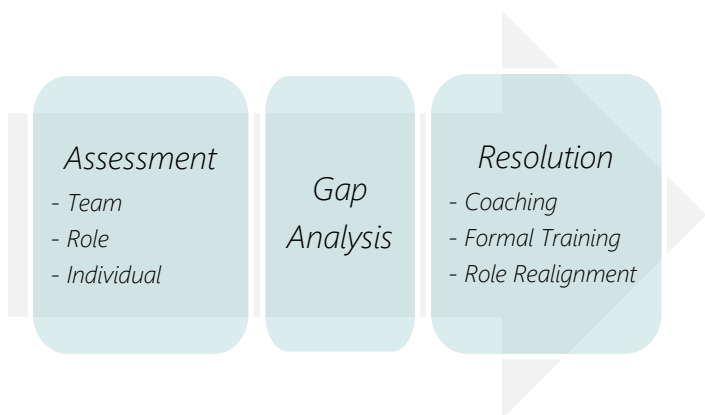 Assessment
- Team
- Role
- Individual
Gap
Analysis
Resolution
- Coaching
- Formal Training
- Role Realignment